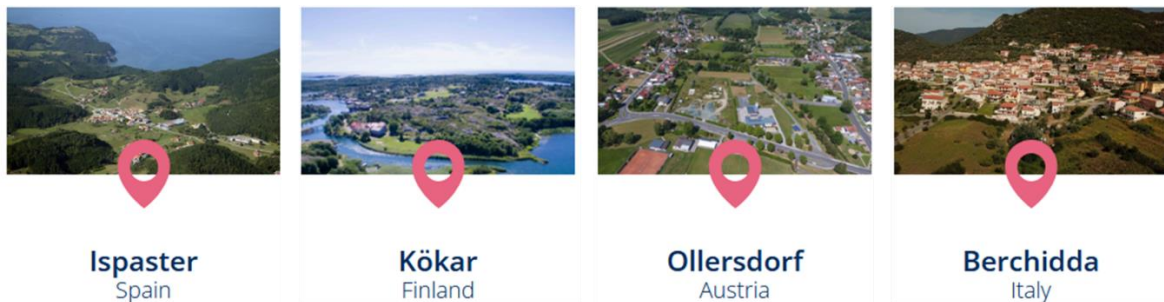 Ispaster
Spain
Kökar
Finland
Ollersdorf
Austria
Berchidda
Italy